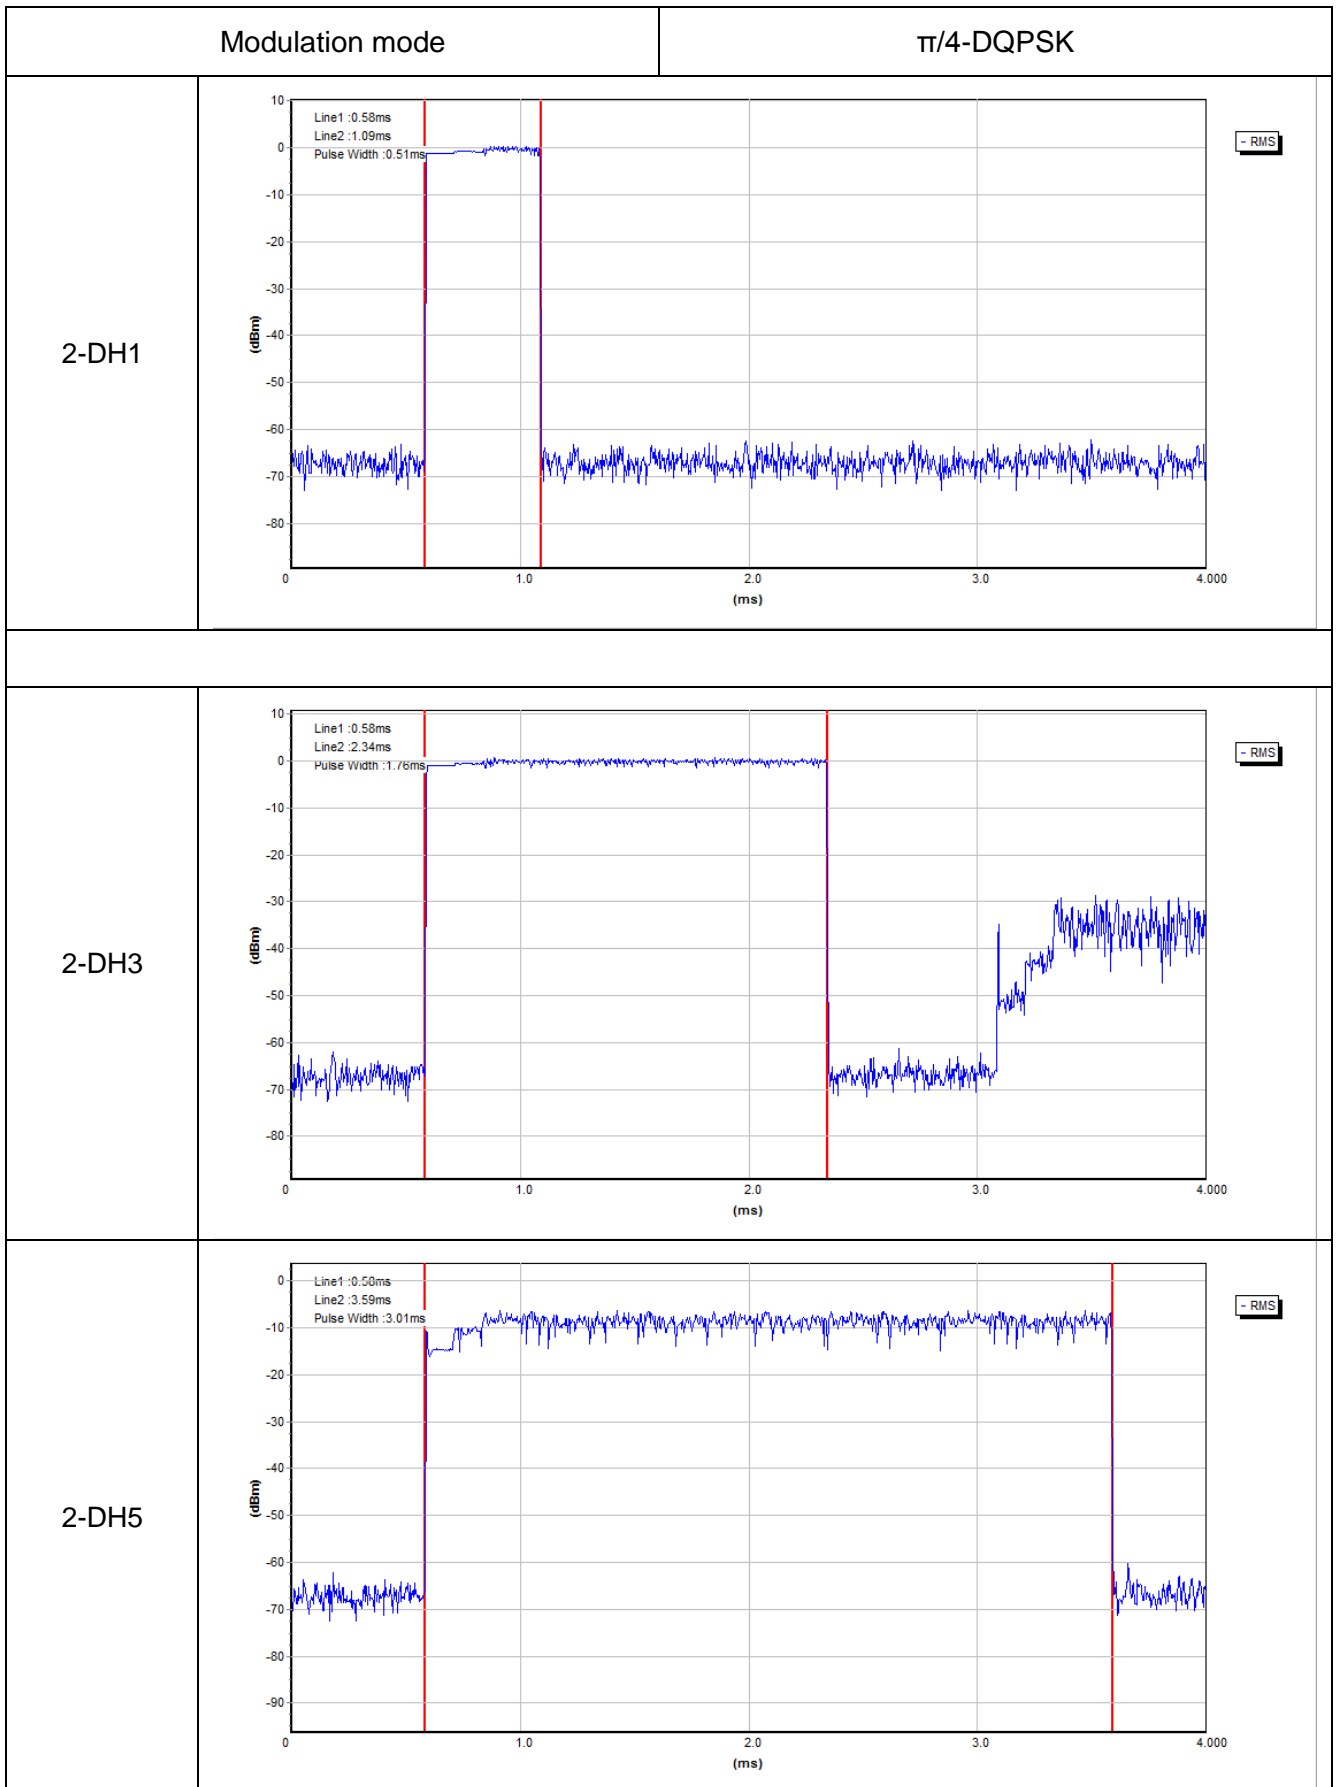 Modulation mode
π/4-DQPSK
2-DH1
10
0
-10
-20
-30
-40
-50
-60
-70
-80
(dBm)
Line1 :0.58ms
Line2 :1.09ms
Pulse Width :0.51ms
- RMS
0
1.0
2.0
3.0
4.000
(ms)
2-DH3
10
0
-10
-20
-30
-40
-50
-60
-70
-80
(dBm)
Line1 :0.58ms
Line2 :2.34ms
Pulse Width :1.76ms
- RMS
0
1.0
2.0
3.0
4.000
(ms)
2-DH5
0
-10
-20
-30
-40
-50
-60
-70
-80
-90
(dBm)
Line1 :0.58ms
Line2 :3.59ms
Pulse Width :3.01ms
- RMS
0
1.0
2.0
3.0
4.000
(ms)